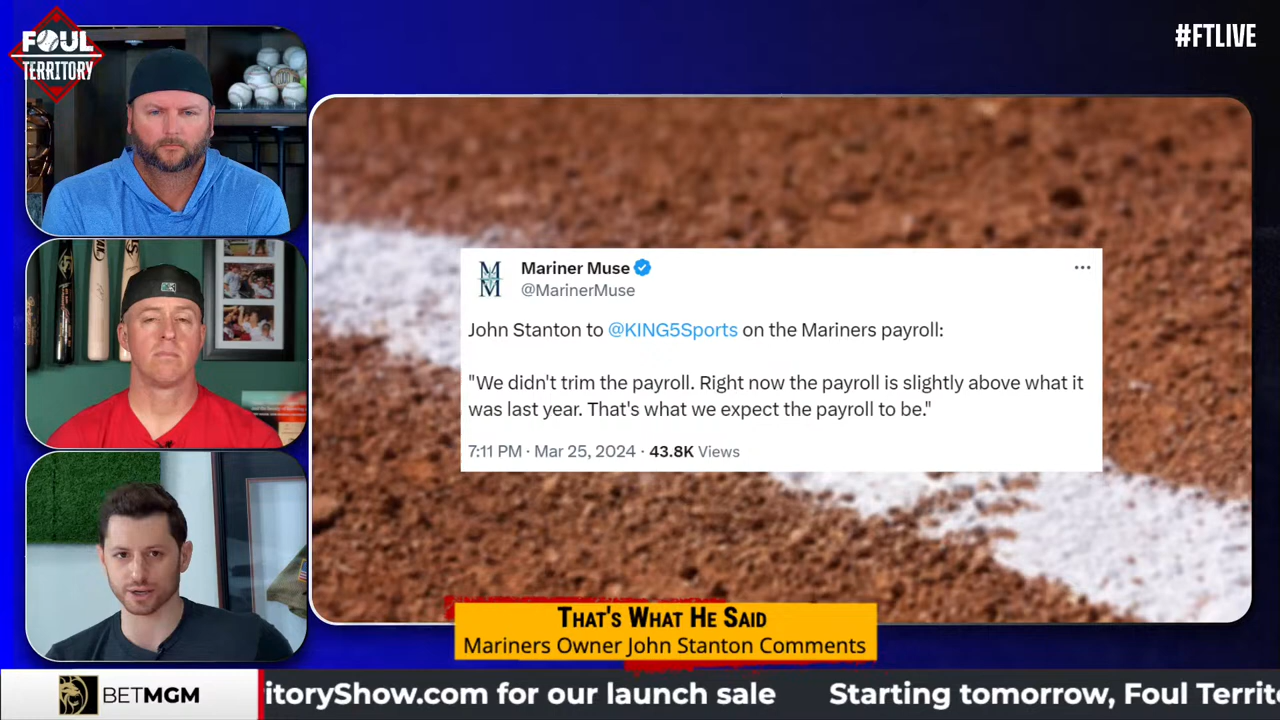 FOUL
TERRITORY
#FTLIVE
Mariner Muse
@MarinerMuse
John Stanton to @KING5Sports on the Mariners payroll:
"We didn't trim the payroll. Right now the payroll is slightly above what it
was last year. That's what we expect the payroll to be."
7:11 PM · Mar 25, 2024 · 43.8K Views
THAT'S WHAT HE SAID
Mariners Owner John Stanton Comments
BETMGM
itoryShow.com for our launch sale Starting tomorrow, Foul Territo